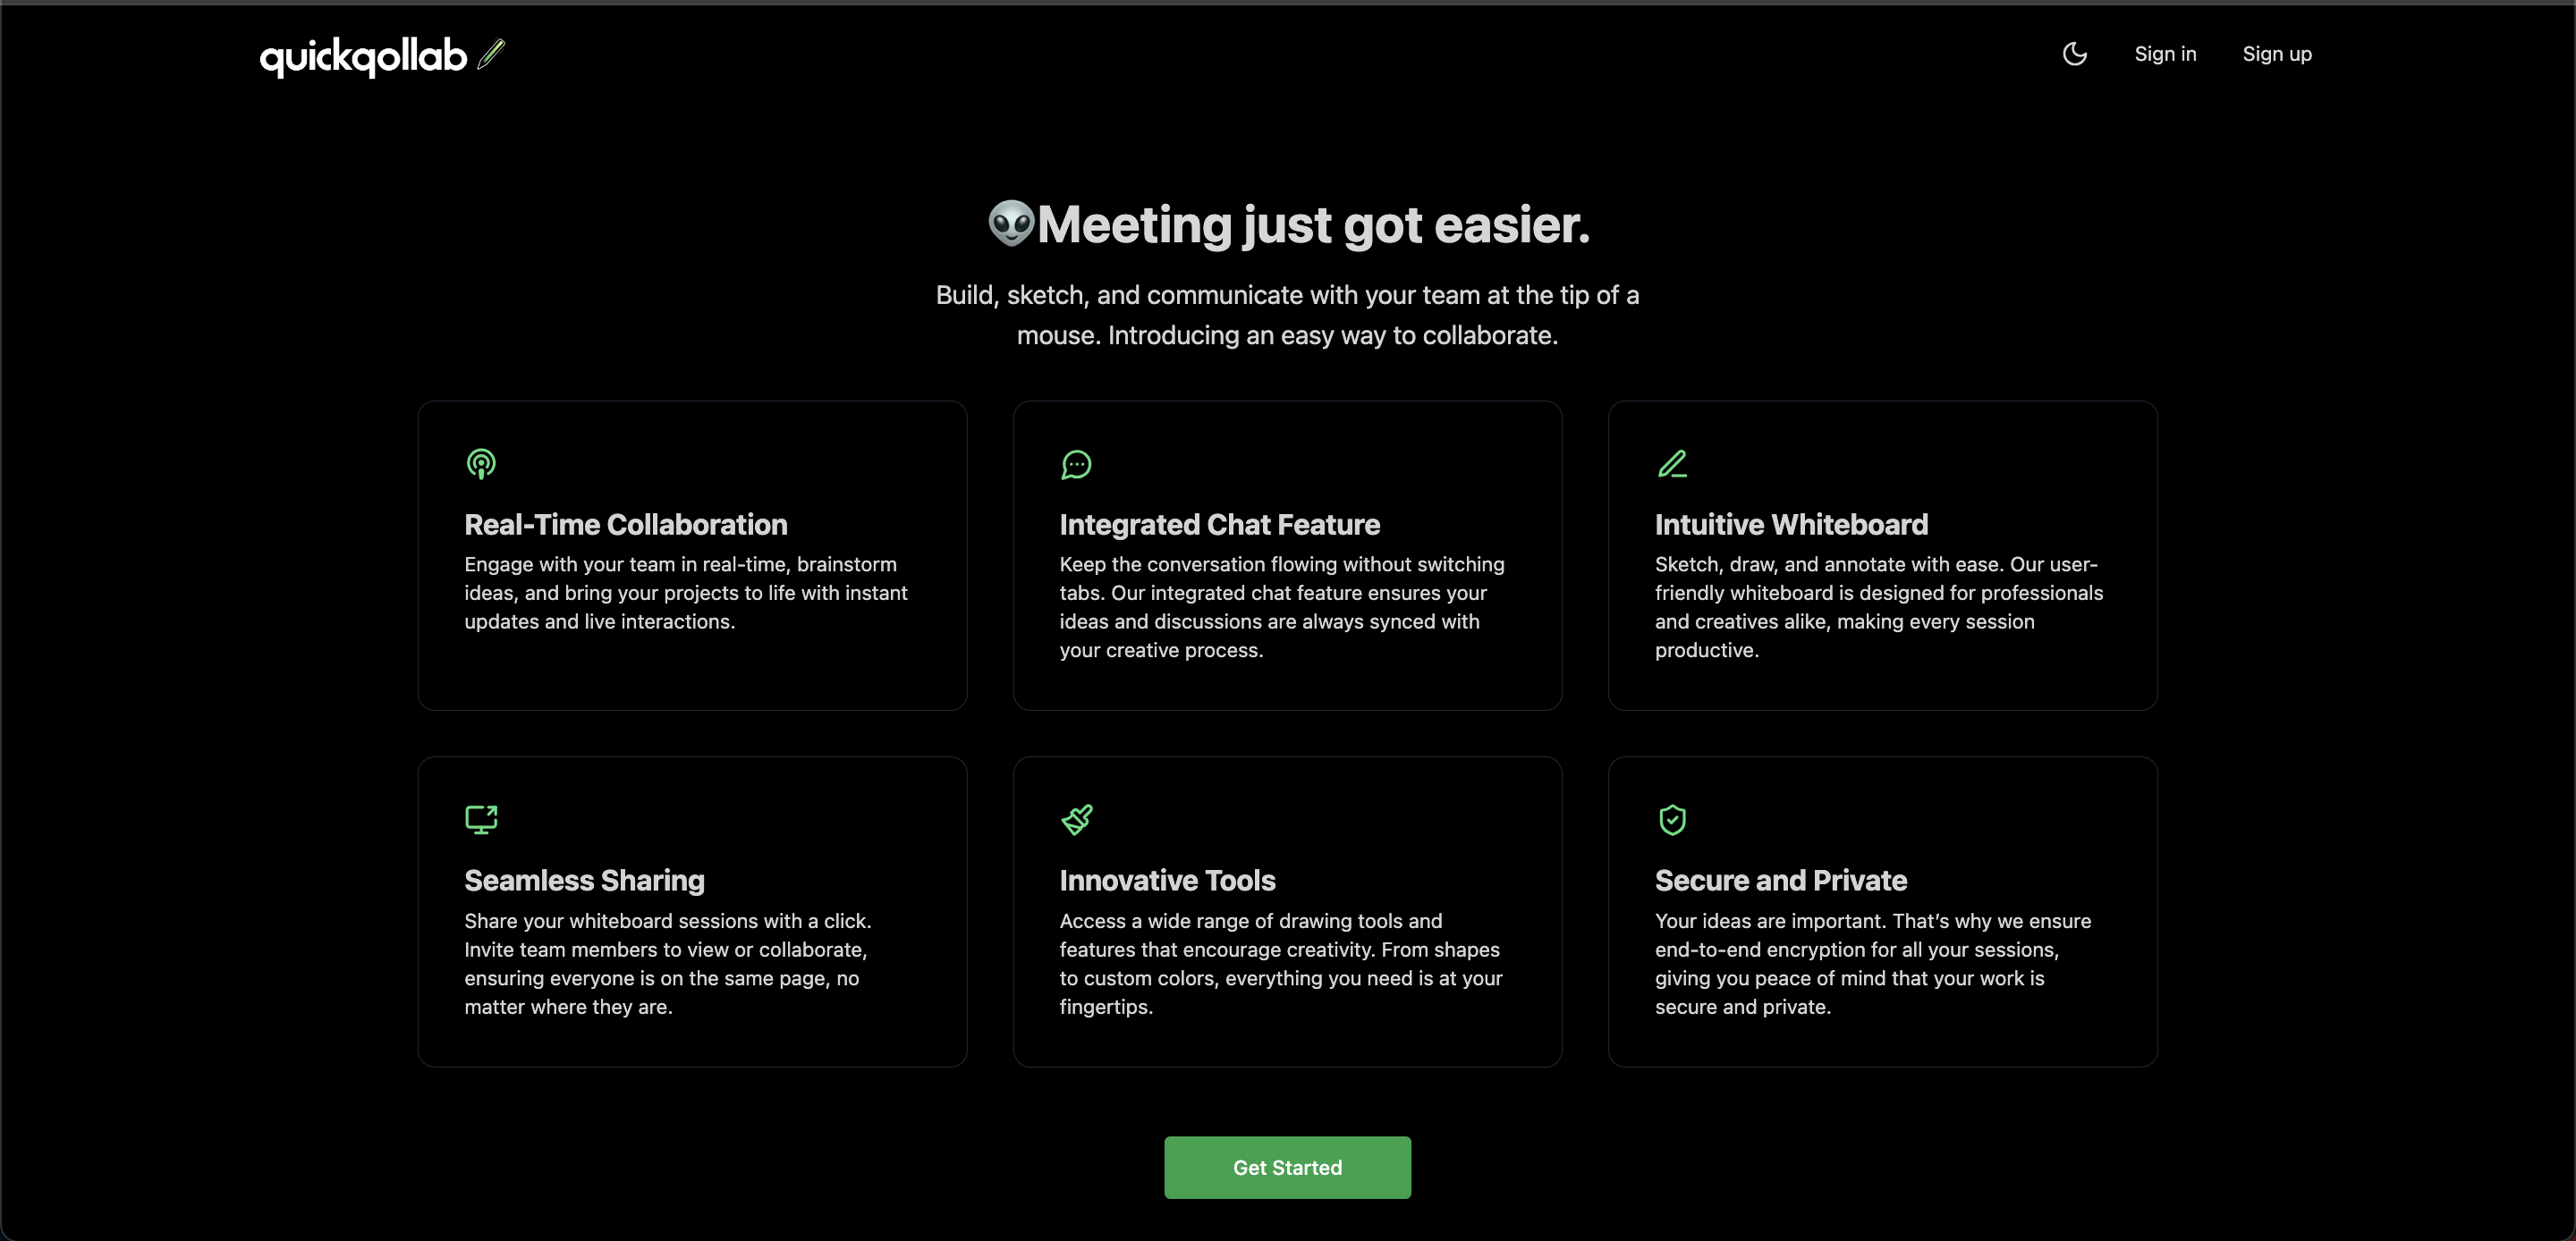 quickqollab
Sign in
Sign up
👽Meeting just got easier.
Build, sketch, and communicate with your team at the tip of a
mouse. Introducing an easy way to collaborate.
Real-Time Collaboration
Engage with your team in real-time, brainstorm
ideas, and bring your projects to life with instant
updates and live interactions.
Integrated Chat Feature
Keep the conversation flowing without switching
tabs. Our integrated chat feature ensures your
ideas and discussions are always synced with
your creative process.
Intuitive Whiteboard
Sketch, draw, and annotate with ease. Our user-
friendly whiteboard is designed for professionals
and creatives alike, making every session
productive.
Seamless Sharing
Share your whiteboard sessions with a click.
Invite team members to view or collaborate,
ensuring everyone is on the same page, no
matter where they are.
Innovative Tools
Access a wide range of drawing tools and
features that encourage creativity. From shapes
to custom colors, everything you need is at your
fingertips.
Secure and Private
Your ideas are important. That’s why we ensure
end-to-end encryption for all your sessions,
giving you peace of mind that your work is
secure and private.
Get Started